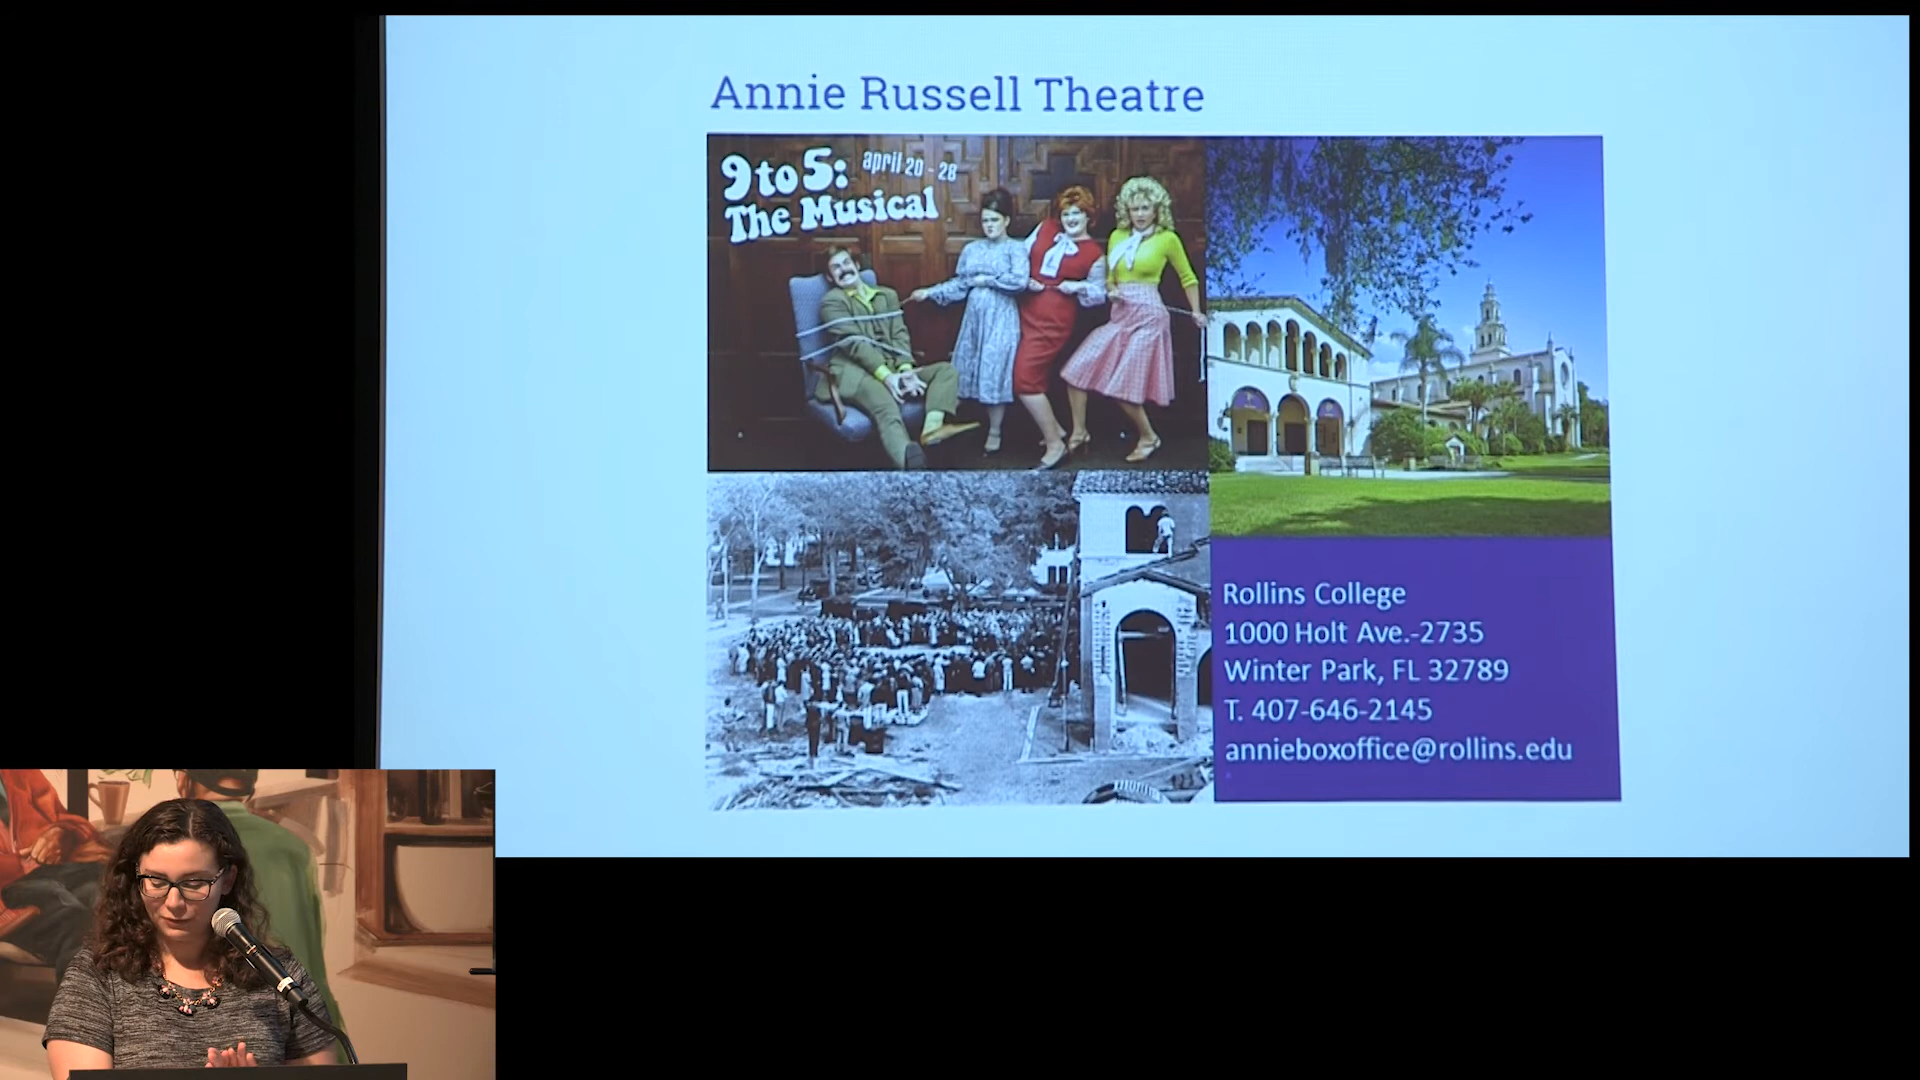 Annie Russell Theatre
9 to 5: april 20 - 28
The Musical
Rollins College
1000 Holt Ave.-2735
Winter Park, FL 32789
T. 407-646-2145
annieboxoffice@rollins.edu